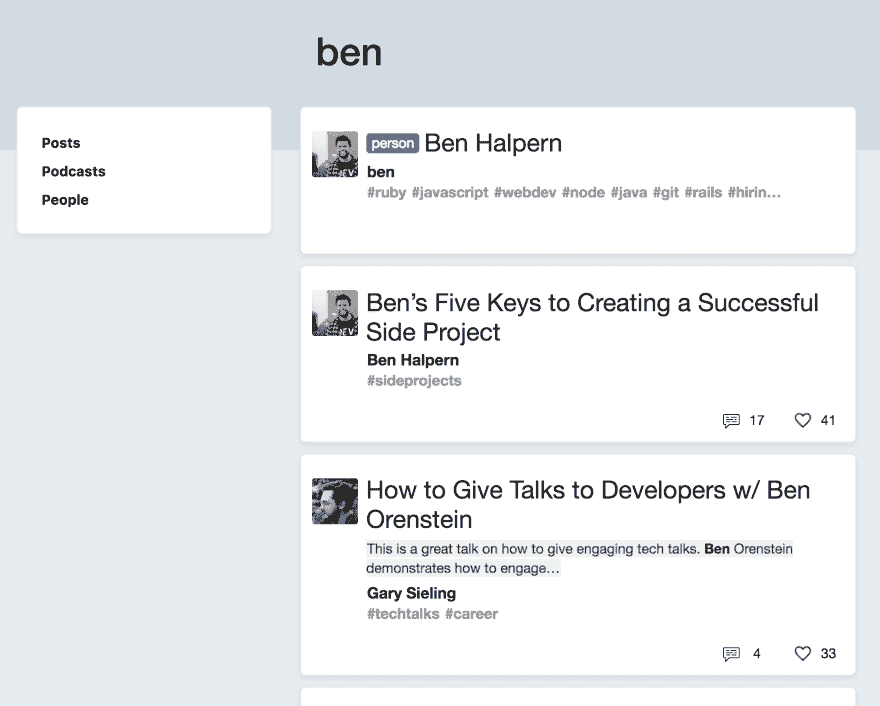 ben
Posts
Podcasts
People
person Ben Halpern
ben
#ruby #javascript #webdev #node #java #git #rails #hirin...
Ben’s Five Keys to Creating a Successful
Side Project
Ben Halpern
#sideprojects
17 41
How to Give Talks to Developers w/ Ben
Orenstein
This is a great talk on how to give engaging tech talks. Ben Orenstein
demonstrates how to engage...
Gary Sieling
#techtalks #career
4 33